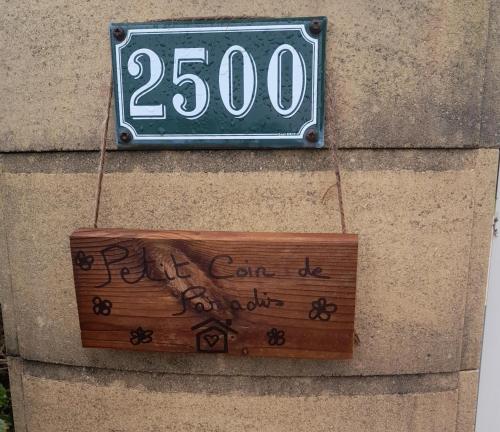 2500
Petit Coin de
Paradis